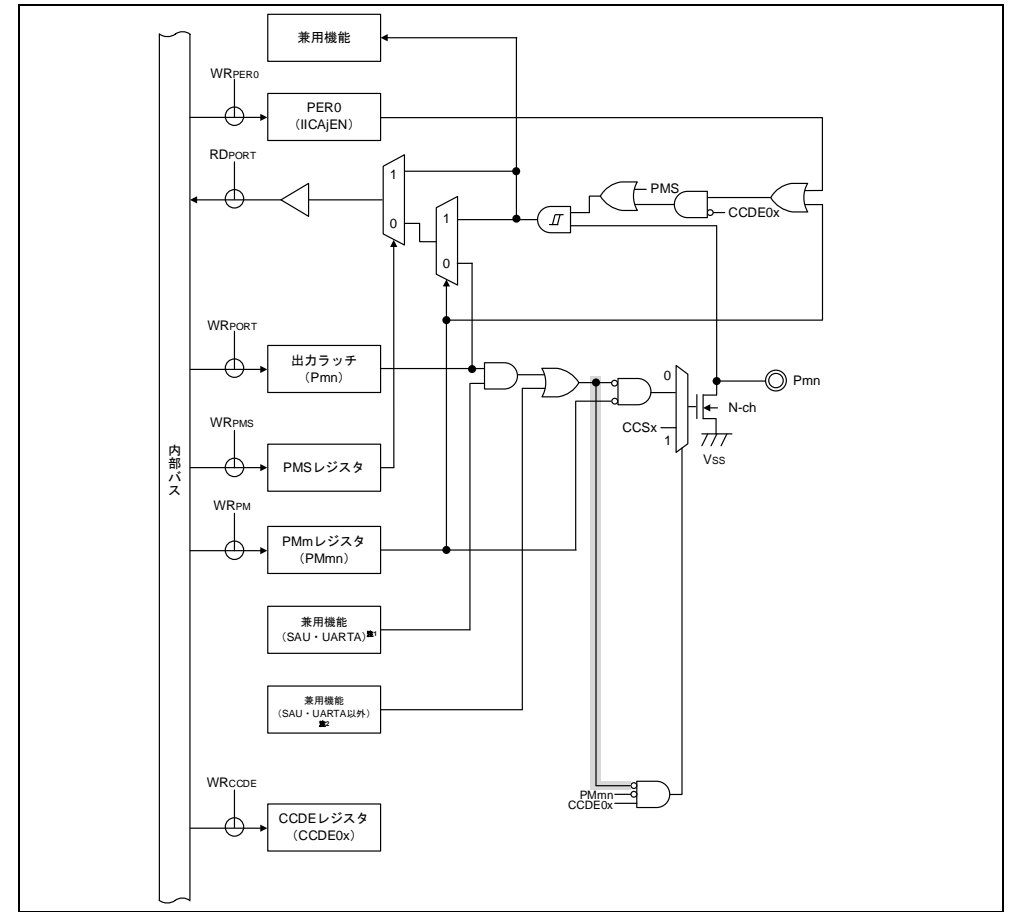 兼用機能
WRPER0
PER0
(IICAjEN)
RDPORT
1
0
1
0
PMS
CCDE0x
WRPORT
出力ラッチ
(Pmn)
0
CCSx
1
Pmn
N-ch
VSS
WRPMS
PMSレジスタ
内部バス
WRPM
PMmレジスタ
(PMmn)
兼用機能
(SAU・UARTA)注1
兼用機能
(SAU・UARTA以外)
注2
PMmn
CCDE0x
WRCCDE
CCDEレジスタ
(CCDE0x)